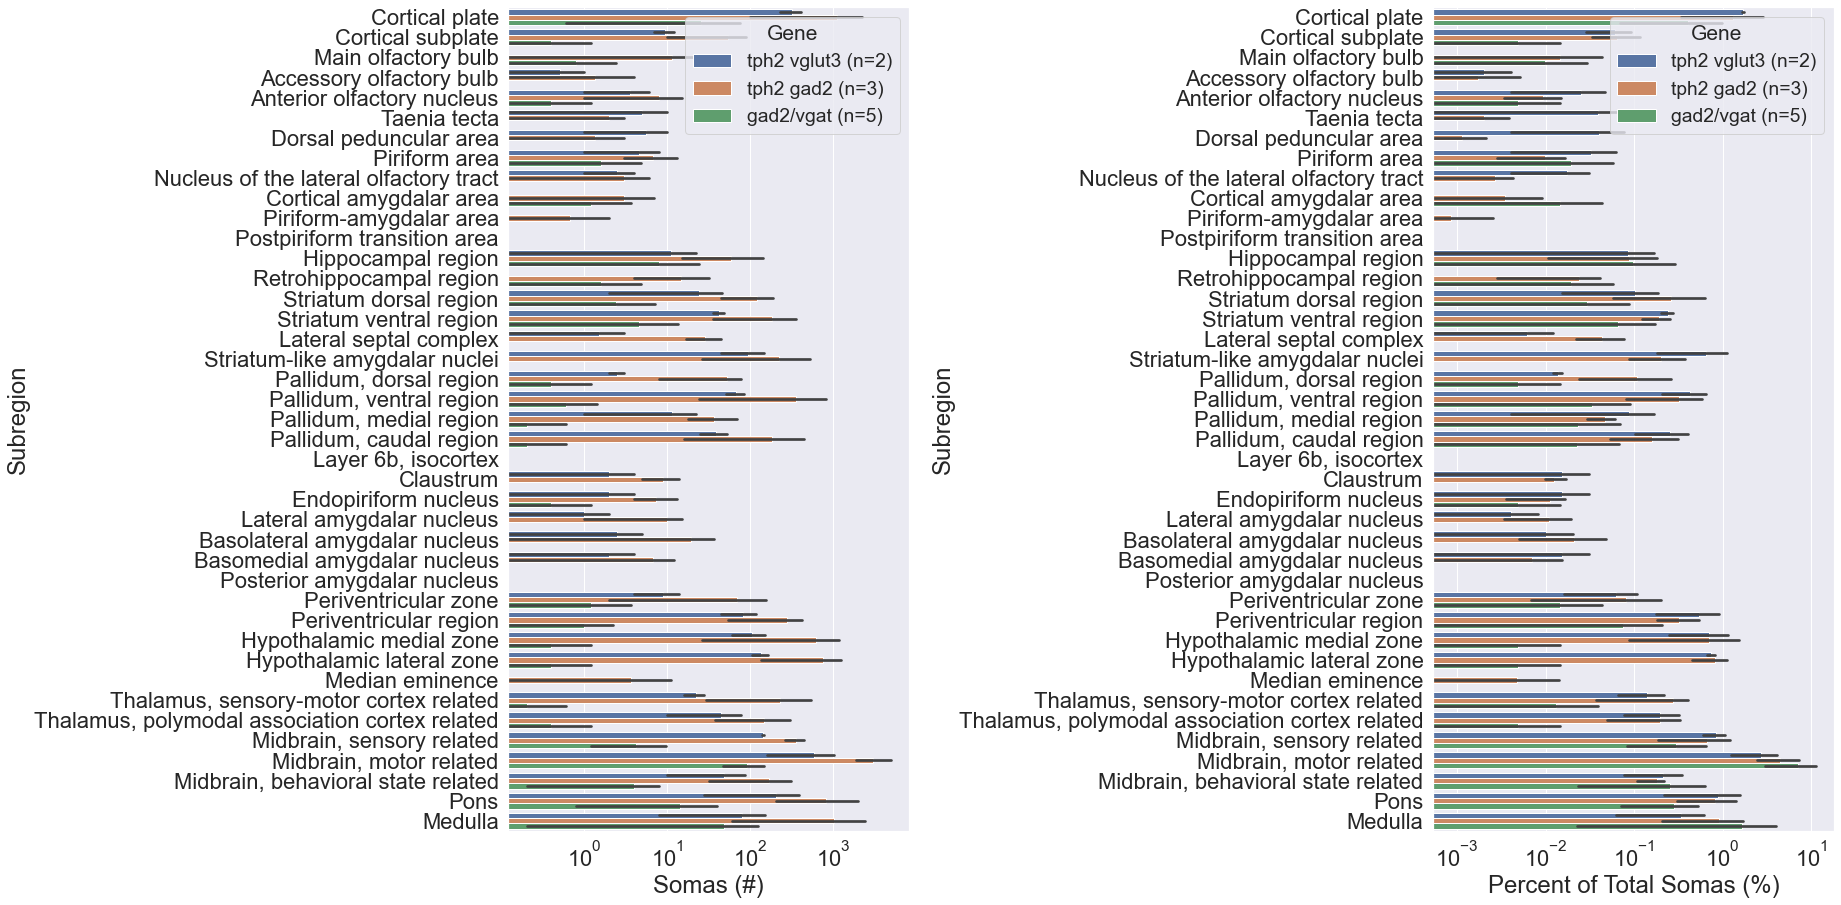 Subregion
Cortical plate
Cortical subplate
Main olfactory bulb
Accessory olfactory bulb
Anterior olfactory nucleus
Taenia tecta
Dorsal peduncular area
Piriform area
Nucleus of the lateral olfactory tract
Cortical amygdalar area
Piriform-amygdalar area
Postpiriform transition area
Hippocampal region
Retrohippocampal region
Striatum dorsal region
Striatum ventral region
Lateral septal complex
Striatum-like amygdalar nuclei
Pallidum, dorsal region
Pallidum, ventral region
Pallidum, medial region
Pallidum, caudal region
Layer 6b, isocortex
Claustrum
Endopiriform nucleus
Lateral amygdalar nucleus
Basolateral amygdalar nucleus
Basomedial amygdalar nucleus
Posterior amygdalar nucleus
Periventricular zone
Periventricular region
Hypothalamic medial zone
Hypothalamic lateral zone
Median eminence
Thalamus, sensory-motor cortex related
Thalamus, polymodal association cortex related
Midbrain, sensory related
Midbrain, motor related
Midbrain, behavioral state related
Pons
Medulla
Gene
tph2 vglut3 (n=2)
tph2 gad2 (n=3)
gad2/vgat (n=5)
10⁰ 10¹ 10² 10³
Somas (#)
Subregion
Cortical plate
Cortical subplate
Main olfactory bulb
Accessory olfactory bulb
Anterior olfactory nucleus
Taenia tecta
Dorsal peduncular area
Piriform area
Nucleus of the lateral olfactory tract
Cortical amygdalar area
Piriform-amygdalar area
Postpiriform transition area
Hippocampal region
Retrohippocampal region
Striatum dorsal region
Striatum ventral region
Lateral septal complex
Striatum-like amygdalar nuclei
Pallidum, dorsal region
Pallidum, ventral region
Pallidum, medial region
Pallidum, caudal region
Layer 6b, isocortex
Claustrum
Endopiriform nucleus
Lateral amygdalar nucleus
Basolateral amygdalar nucleus
Basomedial amygdalar nucleus
Posterior amygdalar nucleus
Periventricular zone
Periventricular region
Hypothalamic medial zone
Hypothalamic lateral zone
Median eminence
Thalamus, sensory-motor cortex related
Thalamus, polymodal association cortex related
Midbrain, sensory related
Midbrain, motor related
Midbrain, behavioral state related
Pons
Medulla
Gene
tph2 vglut3 (n=2)
tph2 gad2 (n=3)
gad2/vgat (n=5)
10⁻³ 10⁻² 10⁻¹ 10⁰ 10¹
Percent of Total Somas (%)